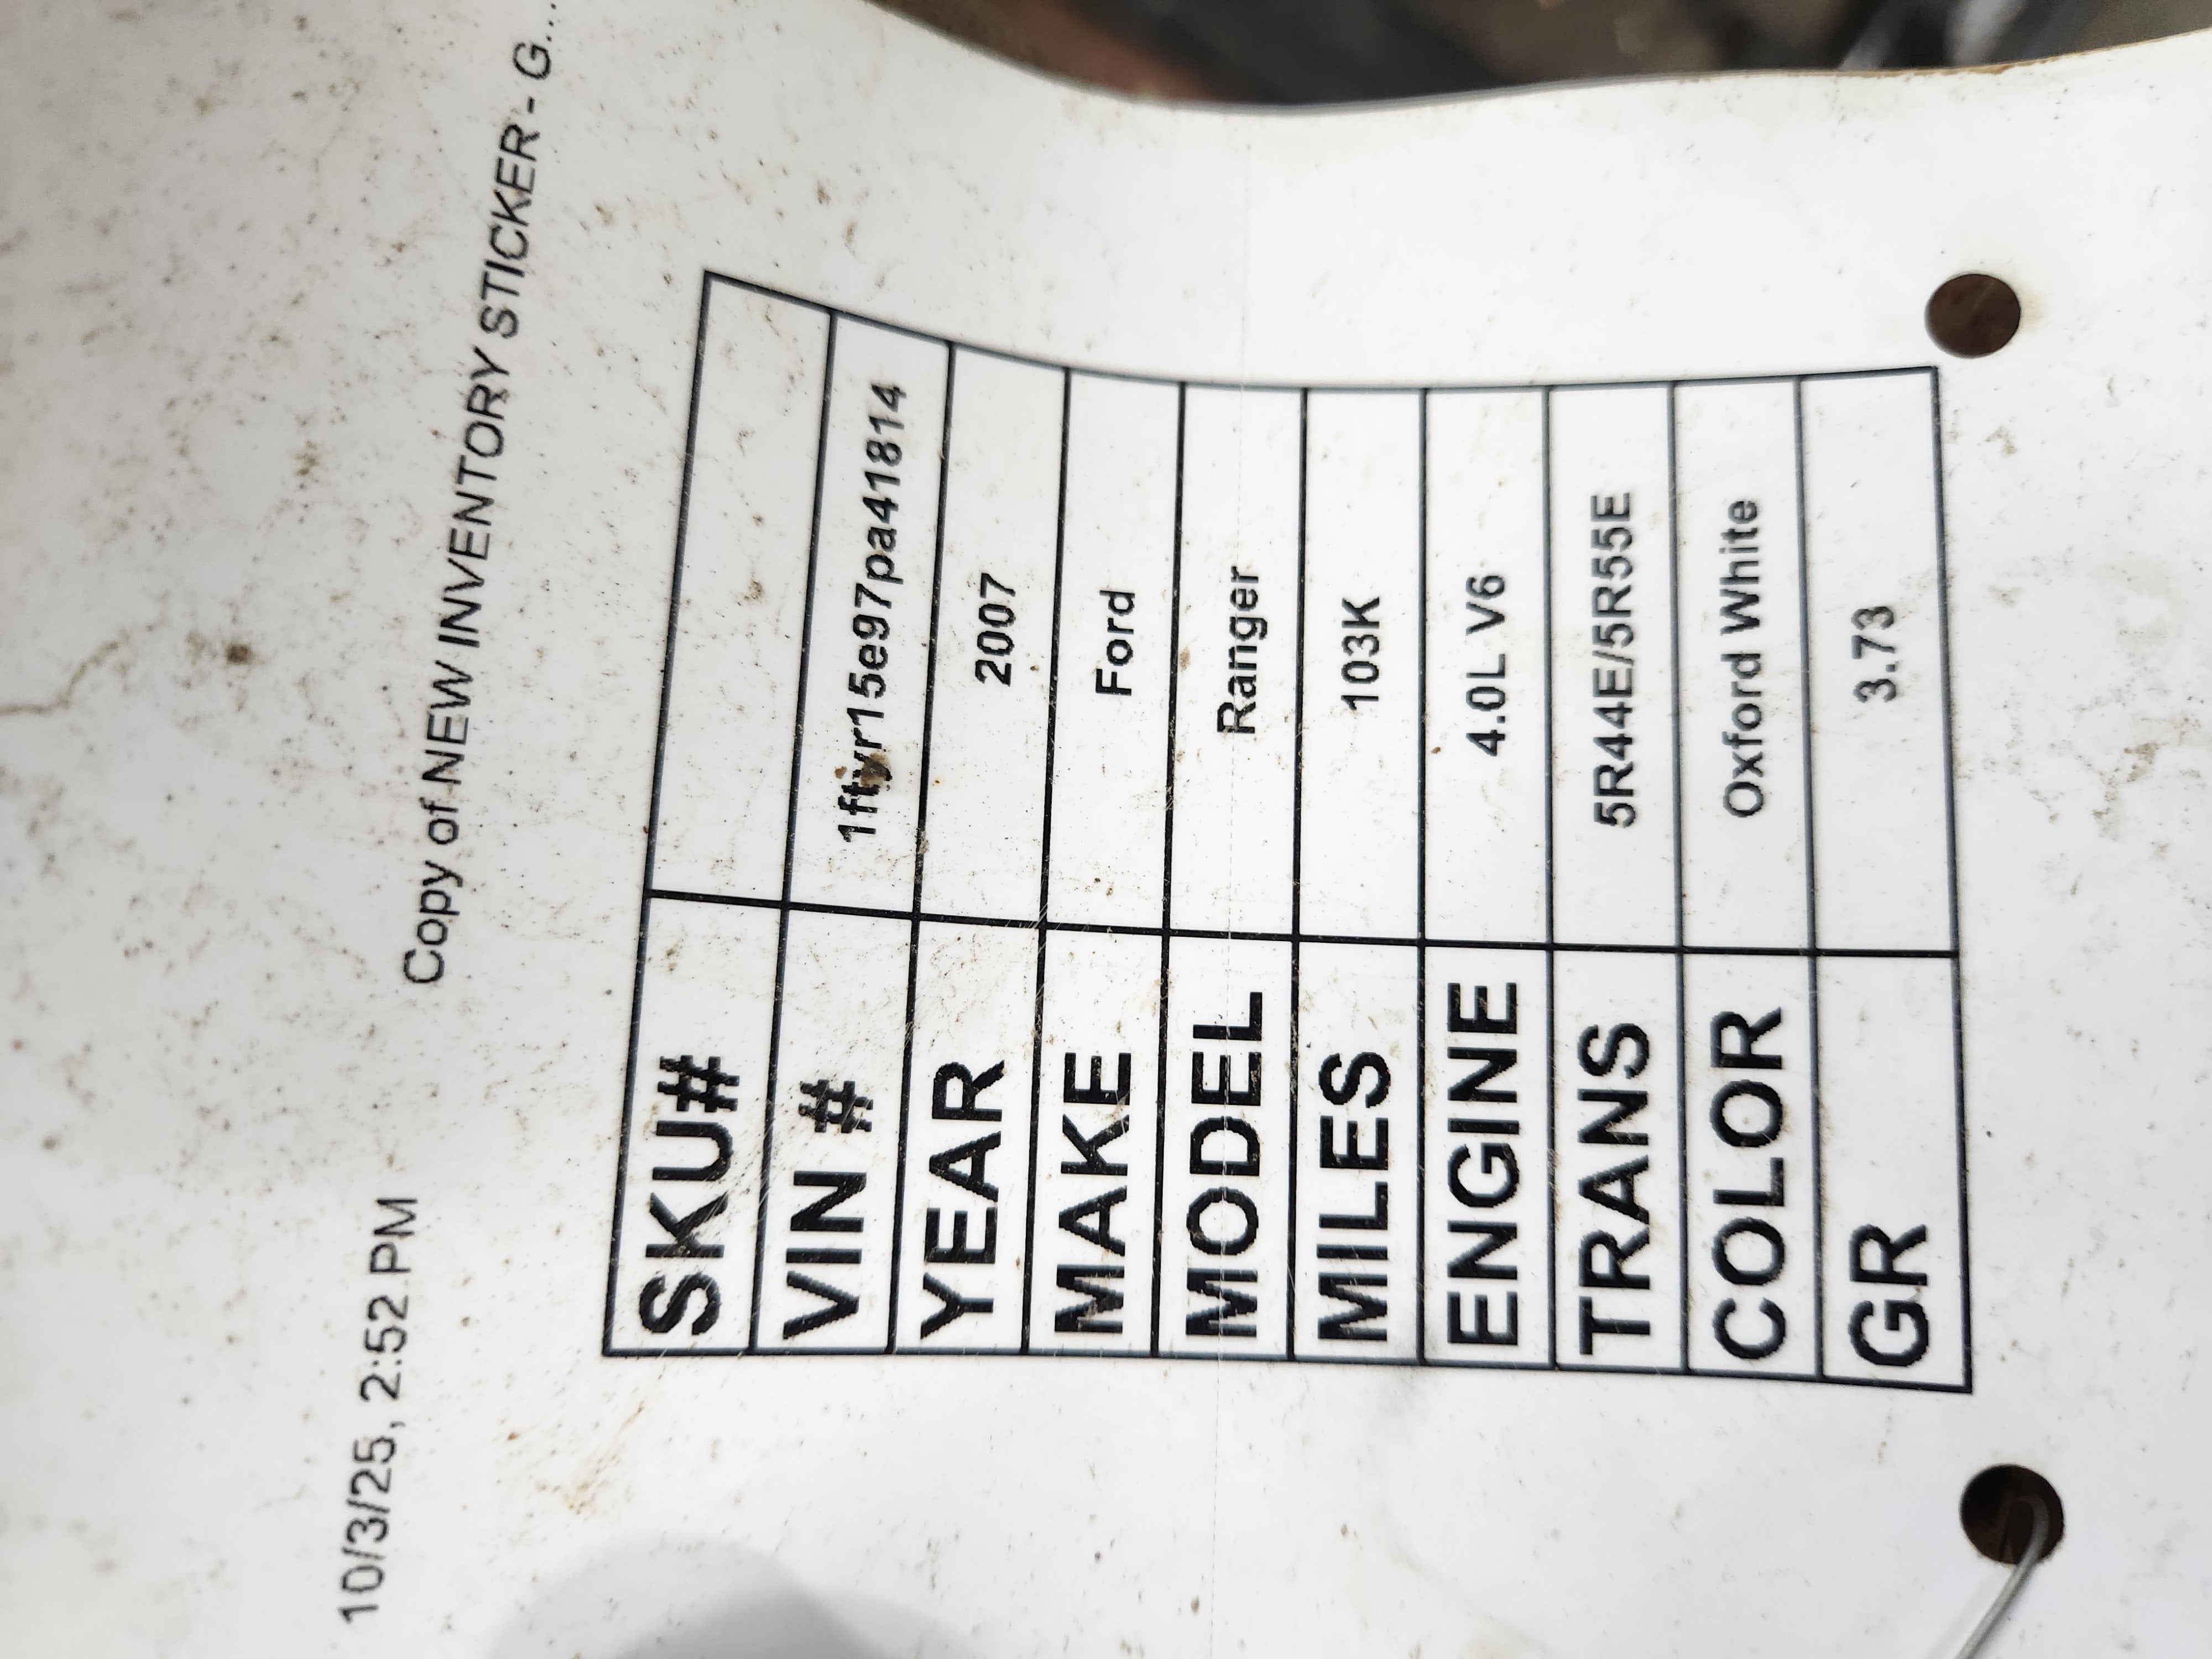 10/3/25, 2:52 PM Copy of NEW INVENTORY STICKER - G...
SKU#
VIN # 1ftyr15e97pa41814
YEAR 2007
MAKE Ford
MODEL Ranger
MILES 103K
ENGINE 4.0L V6
TRANS 5R44E/5R55E
COLOR Oxford White
GR 3.73